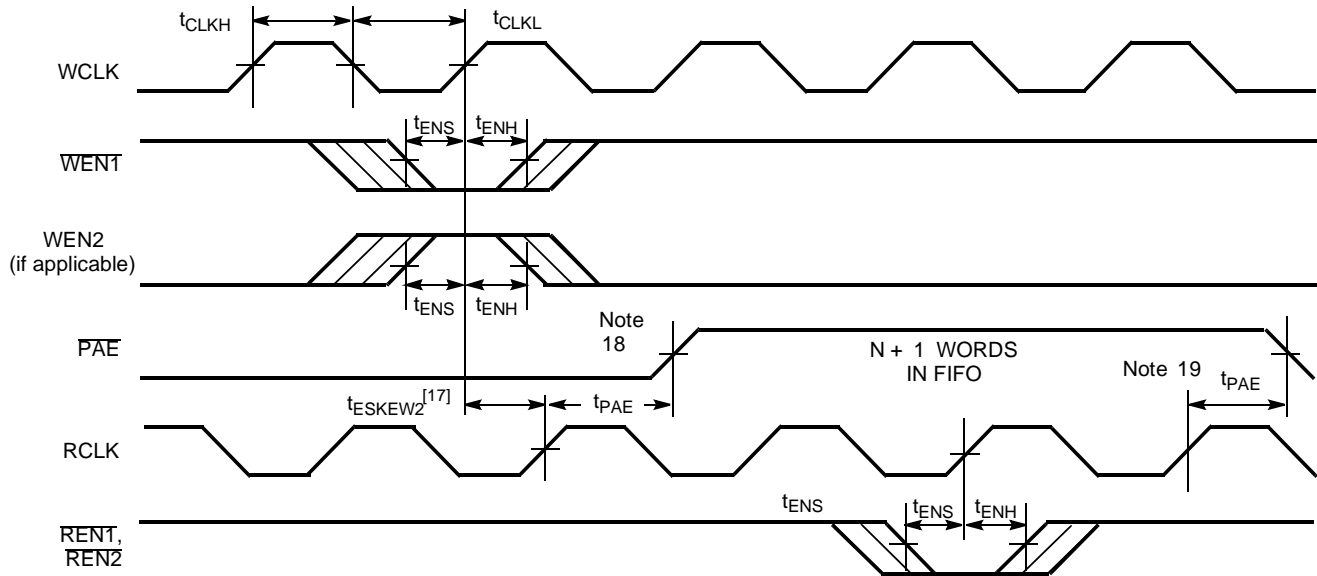 tCLKH
tCLKL
WCLK
tENS
tENH
WEN1
WEN2
(if applicable)
tENS
tENH
Note
18
PAE
N + 1 WORDS
IN FIFO
Note 19
tPAE
tESKEW2[17]
tPAE
RCLK
tENS
tENS
tENH
REN1,
REN2